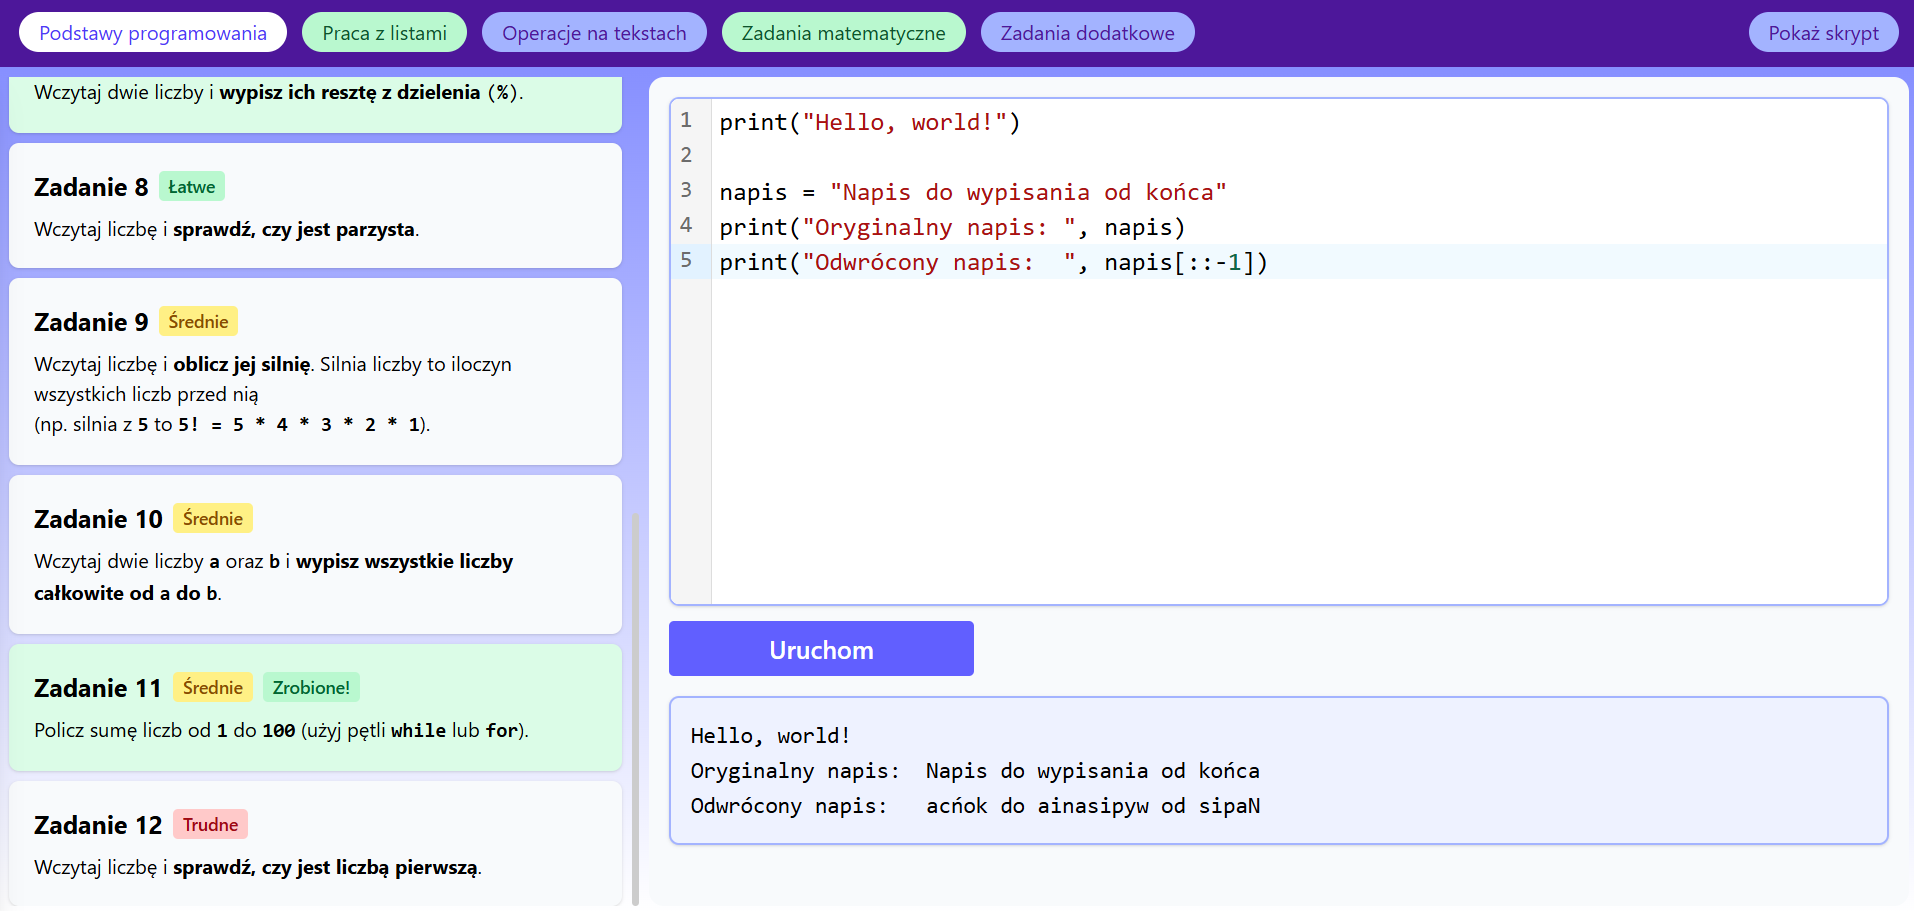 Podstawy programowania
Praca z listami
Operacje na tekstach
Zadania matematyczne
Zadania dodatkowe
Pokaż skrypt
Wczytaj dwie liczby i wypisz ich resztę z dzielenia (%).
Zadanie 8 Łatwe
Wczytaj liczbę i sprawdź, czy jest parzysta.
Zadanie 9 Średnie
Wczytaj liczbę i oblicz jej silnię. Silnia liczby to iloczyn
wszystkich liczb przed nią
(np. silnia z 5 to 5! = 5 * 4 * 3 * 2 * 1).
Zadanie 10 Średnie
Wczytaj dwie liczby a oraz b i wypisz wszystkie liczby
całkowite od a do b.
Zadanie 11 Średnie Zrobione!
Policz sumę liczb od 1 do 100 (użyj pętli while lub for).
Zadanie 12 Trudne
Wczytaj liczbę i sprawdź, czy jest liczbą pierwszą.
1 print("Hello, world!")
2
3 napis = "Napis do wypisania od końca"
4 print("Oryginalny napis: ", napis)
5 print("Odwrócony napis:  ", napis[::-1])
Uruchom
Hello, world!
Oryginalny napis:  Napis do wypisania od końca
Odwrócony napis:   acńok do ainasipyw od sipaN